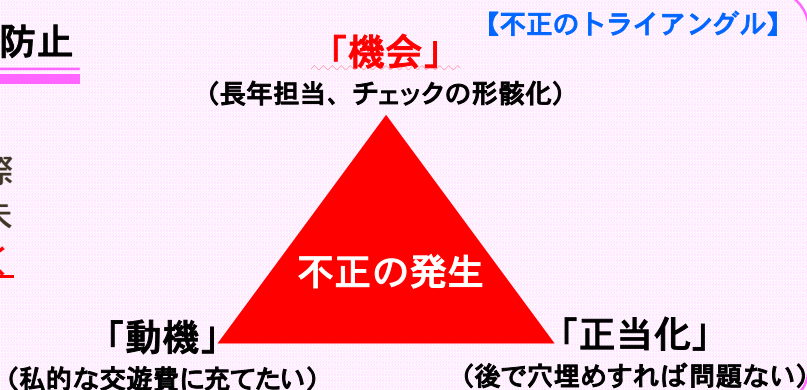 【不正のトライアングル】
防止
「機会」
（長年担当、チェックの形骸化）
際
不正の発生
「動機」
「正当化」
（私的な交遊費に充てたい）
（後で穴埋めすれば問題ない）